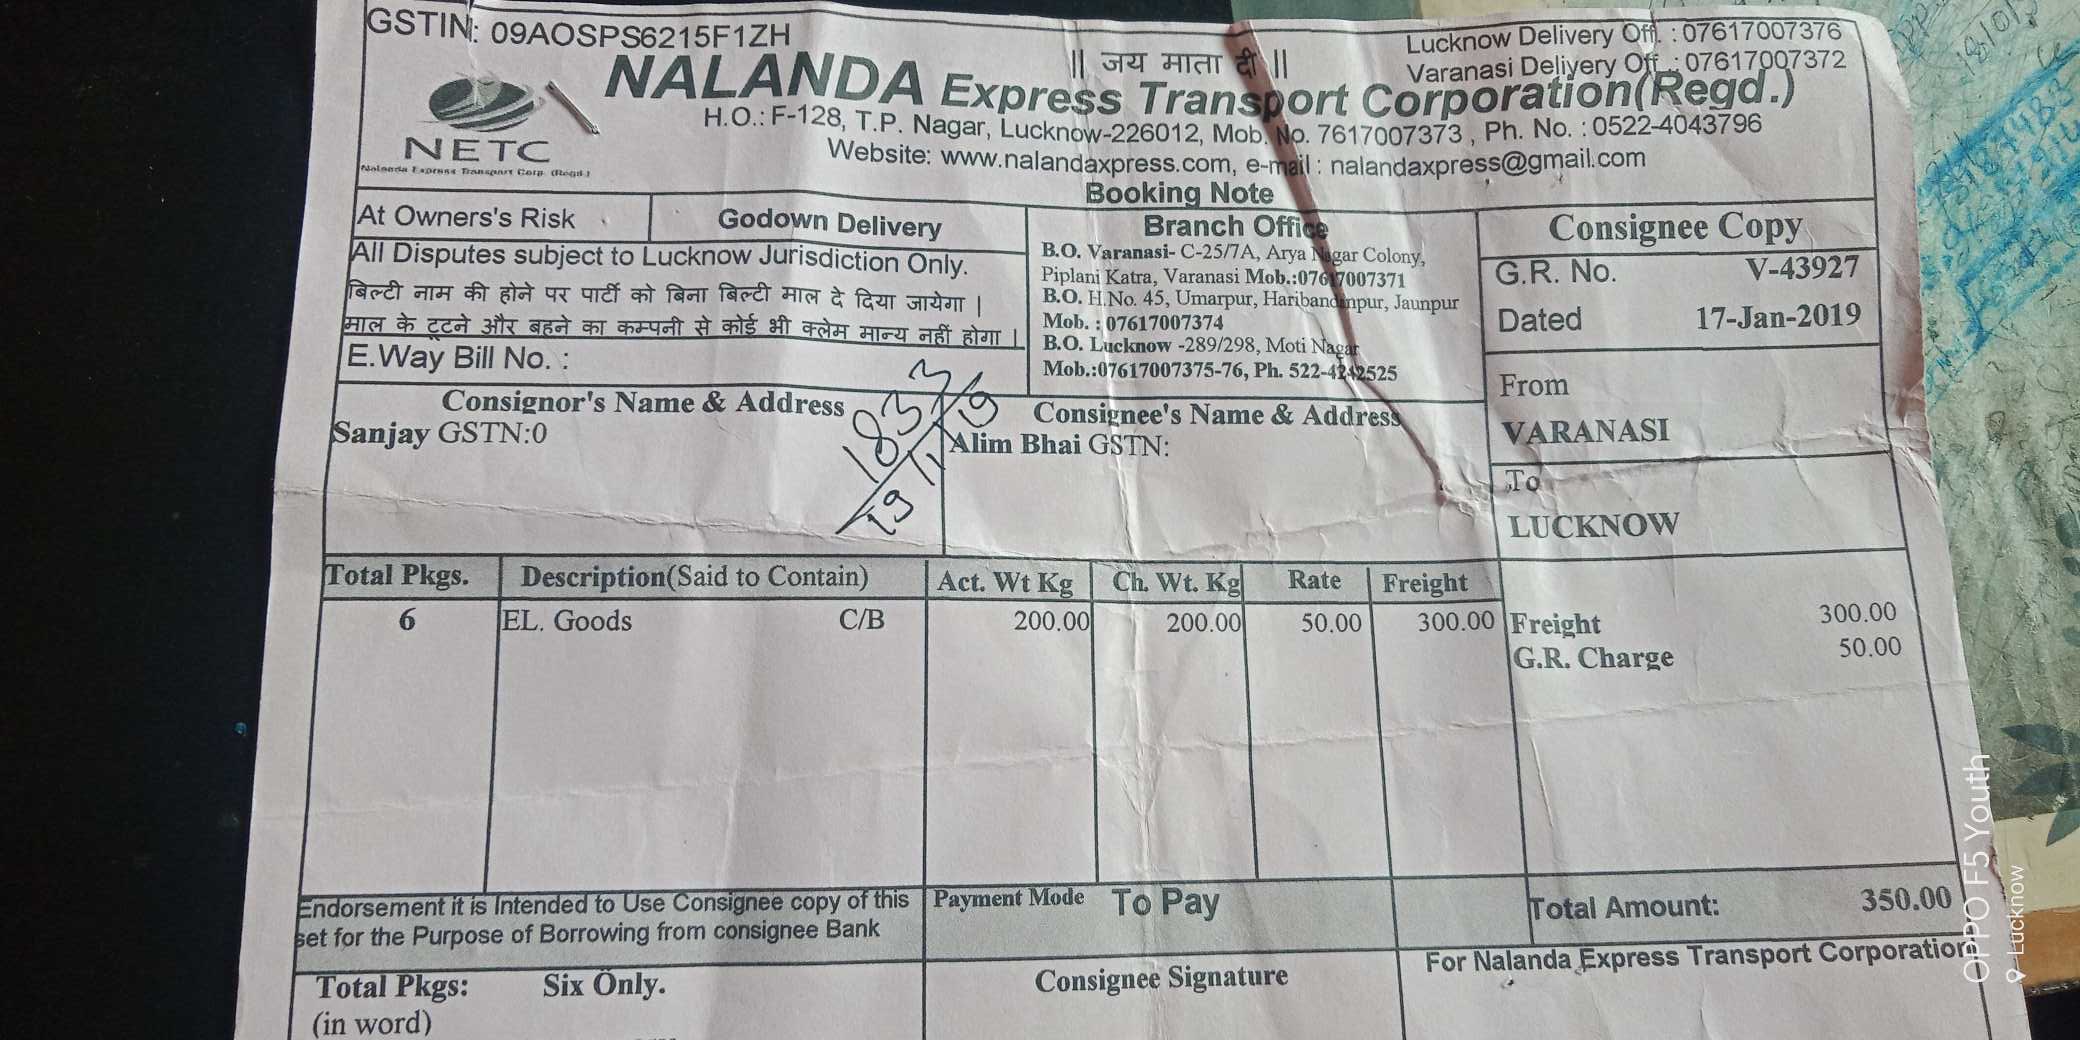 GSTIN: 09AOSPS6215F1ZH
|| जय माता दी ||
Lucknow Delivery Off. : 07617007376
Varanasi Delivery Off. : 07617007372
NALANDA Express Transport Corporation(Regd.)
H.O.: F-128, T.P. Nagar, Lucknow-226012, Mob. No. 7617007373 , Ph. No. : 0522-4043796
Website: www.nalandaxpress.com, e-mail : nalandaxpress@gmail.com
NETC
Nalanda Express Transport Corp. (Regd.)
Booking Note
At Owners's Risk
Godown Delivery
All Disputes subject to Lucknow Jurisdiction Only.
बिल्टी नाम की होने पर पार्टी को बिना बिल्टी माल दे दिया जायेगा |
माल के टूटने और बहने का कम्पनी से कोई भी क्लेम मान्य नहीं होगा |
E.Way Bill No. :
Branch Office
B.O. Varanasi- C-25/7A, Arya Nagar Colony,
Piplani Katra, Varanasi Mob.:07617007371
B.O. H.No. 45, Umarpur, Haribandanpur, Jaunpur
Mob. : 07617007374
B.O. Lucknow -289/298, Moti Nagar
Mob.:07617007375-76, Ph. 522-4242525
Consignee Copy
G.R. No. V-43927
Dated 17-Jan-2019
From
VARANASI
To
LUCKNOW
Consignor's Name & Address
Sanjay GSTN:0
1837
19 1 19
Consignee's Name & Address
Alim Bhai GSTN:
Total Pkgs. Description(Said to Contain) Act. Wt Kg Ch. Wt. Kg Rate Freight
6 EL. Goods C/B 200.00 200.00 50.00 300.00
Freight 300.00
G.R. Charge 50.00
Endorsement it is Intended to Use Consignee copy of this
set for the Purpose of Borrowing from consignee Bank
Payment Mode To Pay
Total Amount: 350.00
Total Pkgs: Six Only.
(in word)
Consignee Signature
For Nalanda Express Transport Corporation
OPPO F5 Youth
Lucknow